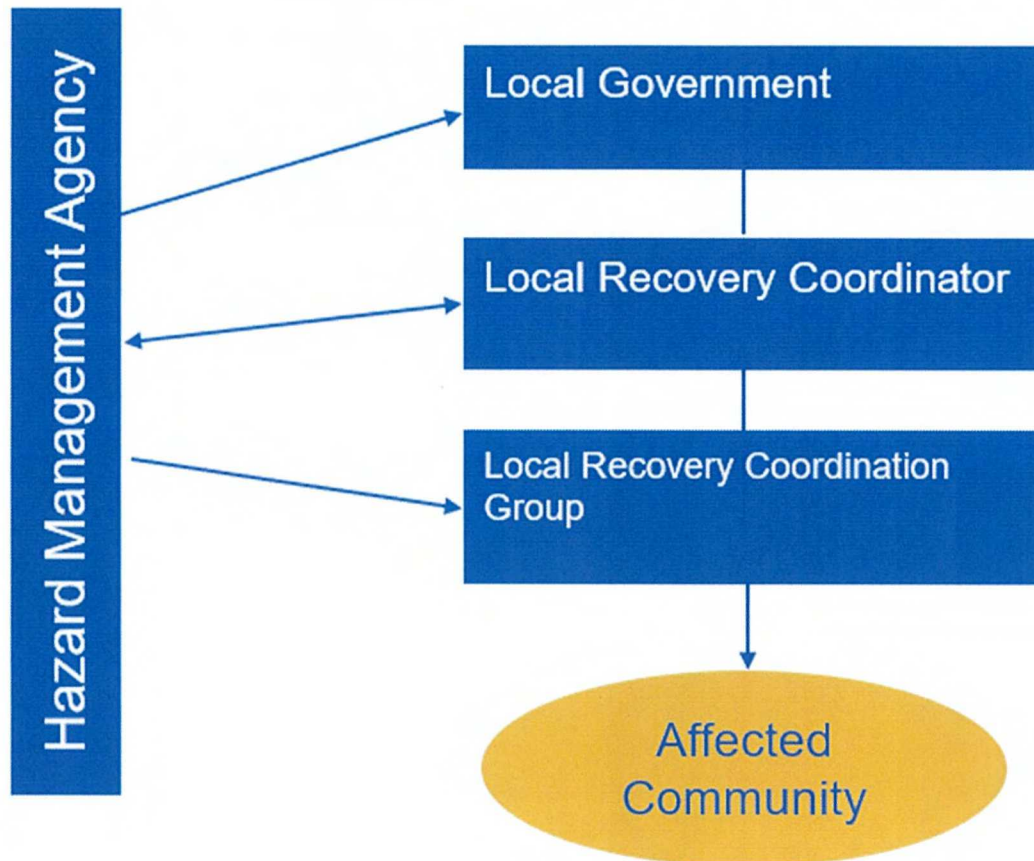 Hazard Management Agency
Local Government
Local Recovery Coordinator
Local Recovery Coordination
Group
Affected
Community